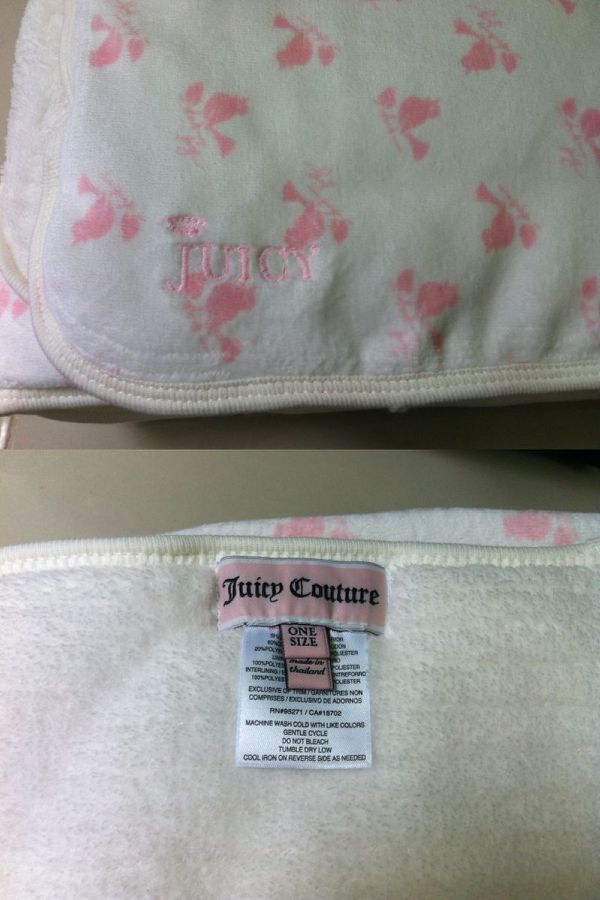 JUICY
Juicy Couture
ONE
SIZE
made in
thailand
EXCLUSIVE OF TRIM / GARNITURES NON
COMPRISES / EXCLUSIVO DE ADORNOS
RN#95271 / CA#18702
MACHINE WASH COLD WITH LIKE COLORS
GENTLE CYCLE
DO NOT BLEACH
TUMBLE DRY LOW
COOL IRON ON REVERSE SIDE AS NEEDED